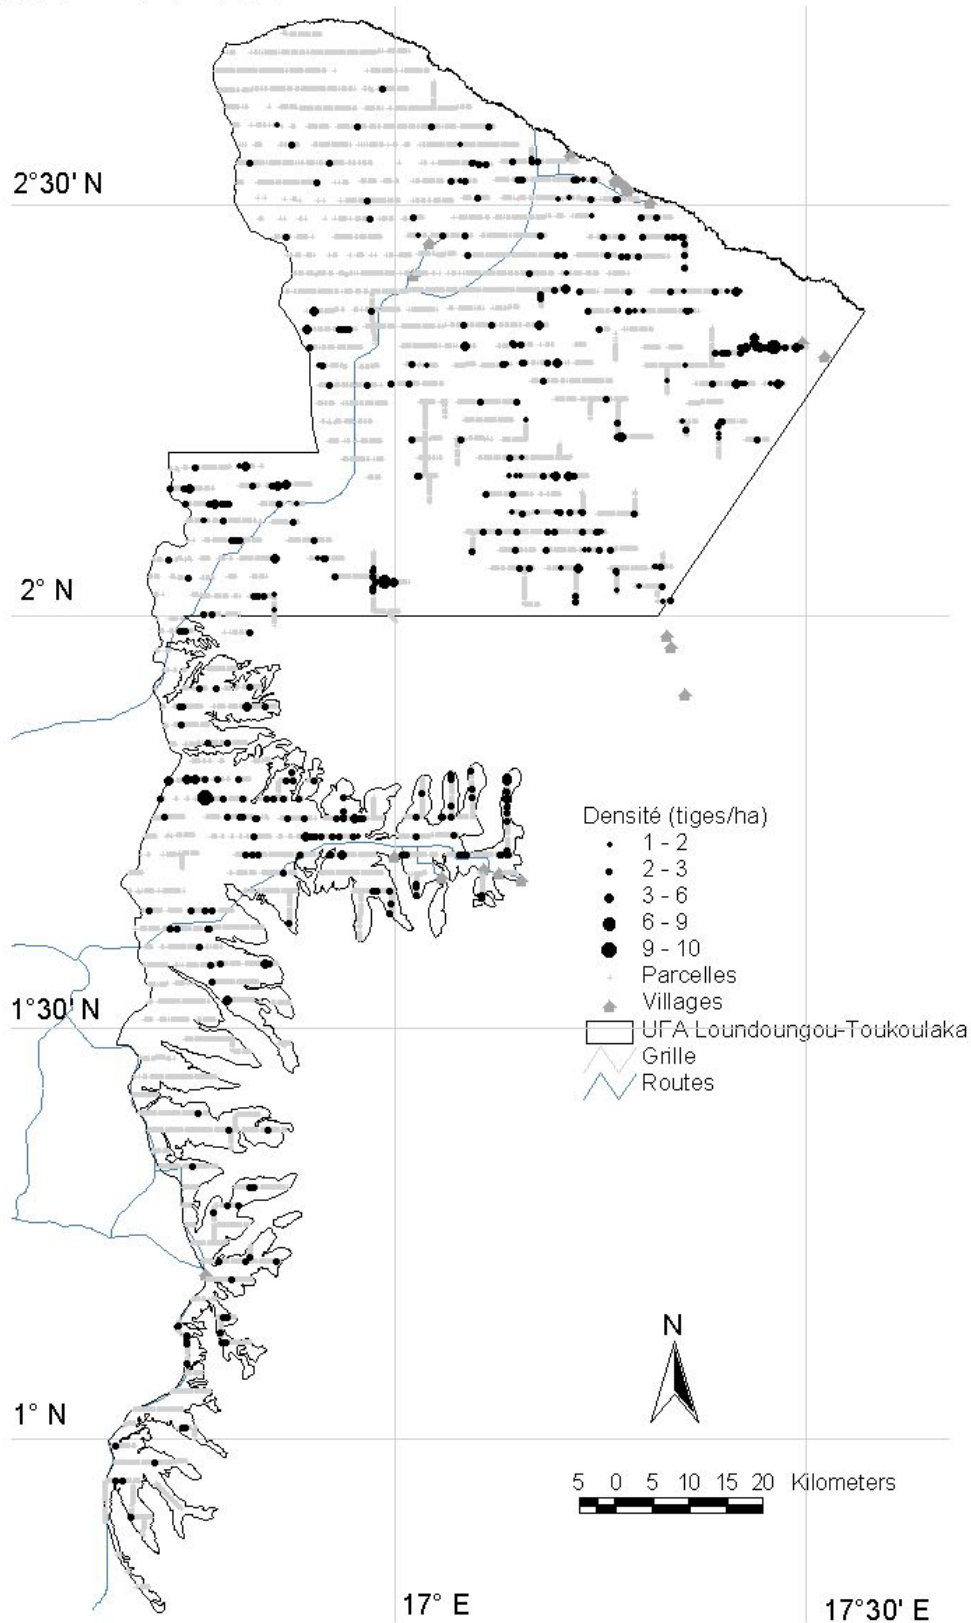 2°30' N
2° N
Densité (tiges/ha)
1 - 2
2 - 3
3 - 6
6 - 9
9 - 10
Parcelles
Villages
1°30' N
UFA Loundoungou-Toukoulaka
Grille
Routes
N
1° N
5 0 5 10 15 20 Kilometers
17° E
17°30' E